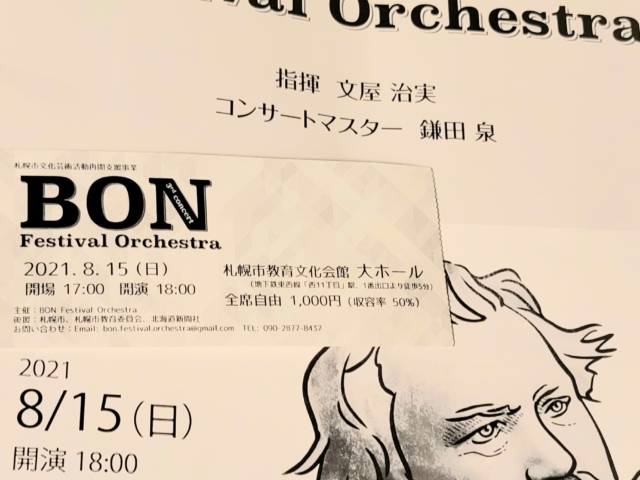 Festival Orchestra
指揮 文屋 治実
コンサートマスター 鎌田 泉
札幌市文化芸術活動再開支援事業
BON
3rd concert
Festival Orchestra
2021. 8. 15 (日)
開場 17:00 開演 18:00
札幌市教育文化会館 大ホール
(地下鉄東西線「西11丁目」駅、1番出口より徒歩5分)
全席自由 1,000円 (収容率 50%)
主催:BON Festival Orchestra
後援:札幌市、札幌市教育委員会、北海道新聞社
お問い合わせ:Email: bon.festival.orchestra@gmail.com TEL: 090-2877-8437
2021
8/15(日)
開演 18:00